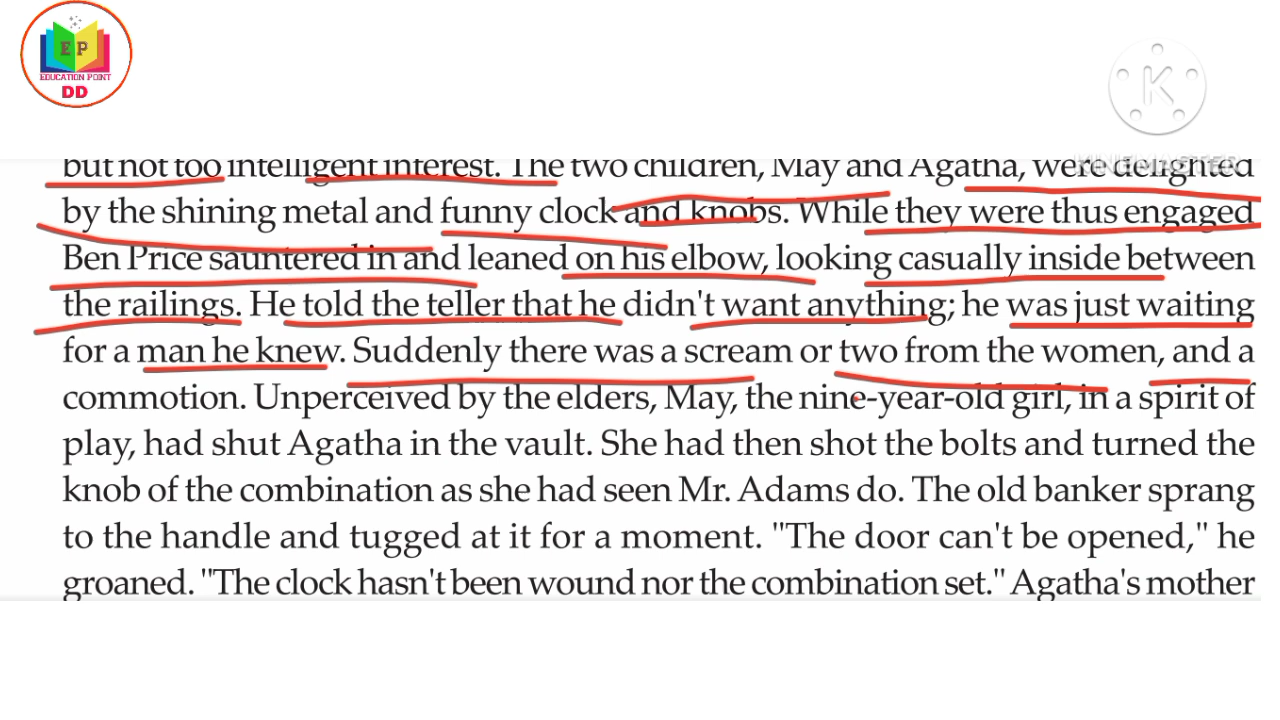 E P
EDUCATION POINT
DD
K
KINEMASTER
but not too intelligent interest. The two children, May and Agatha, were delighted
by the shining metal and funny clock and knobs. While they were thus engaged
Ben Price sauntered in and leaned on his elbow, looking casually inside between
the railings. He told the teller that he didn't want anything; he was just waiting
for a man he knew. Suddenly there was a scream or two from the women, and a
commotion. Unperceived by the elders, May, the nine-year-old girl, in a spirit of
play, had shut Agatha in the vault. She had then shot the bolts and turned the
knob of the combination as she had seen Mr. Adams do. The old banker sprang
to the handle and tugged at it for a moment. "The door can't be opened," he
groaned. "The clock hasn't been wound nor the combination set." Agatha's mother